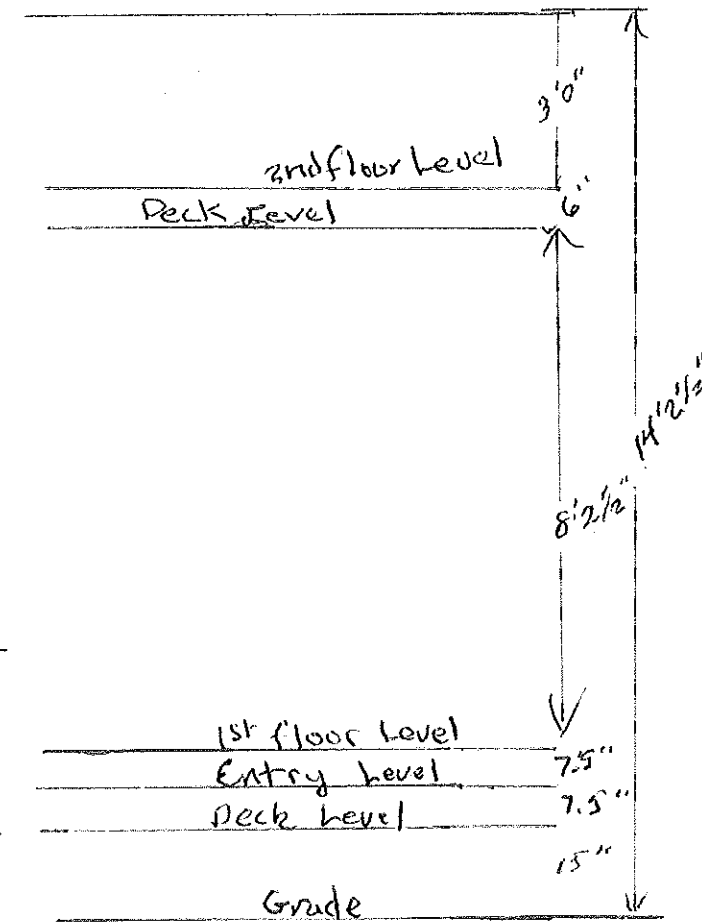 3'0"
2nd floor Level
6"
Deck Level
14'2½"
8'2½"
1st floor Level
7.5"
Entry Level
7.5"
Deck Level
15"
Grade